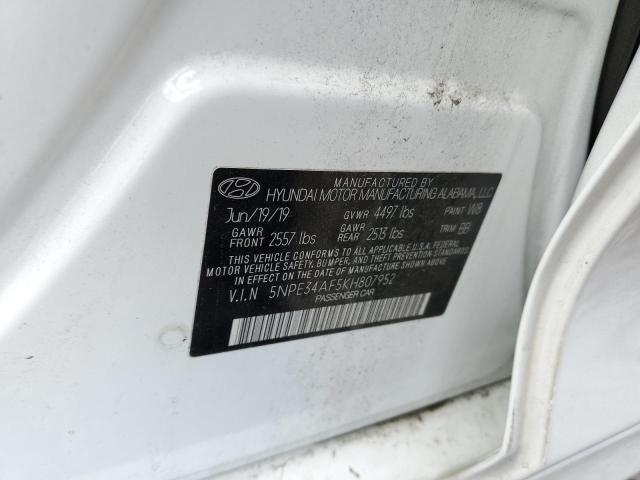 MANUFACTURED BY
HYUNDAI MOTOR MANUFACTURING ALABAMA, LLC
Jun/19/19 GVWR 4497 lbs PAINT WB
GAWR FRONT 2557 lbs GAWR REAR 2513 lbs TRIM BB
THIS VEHICLE CONFORMS TO ALL APPLICABLE U.S.A. FEDERAL
MOTOR VEHICLE SAFETY, BUMPER, AND THEFT PREVENTION STANDARDS
IN EFFECT ON THE DATE OF MANUFACTURE SHOWN ABOVE.
V.I.N 5NPE34AF5KH807952
PASSENGER CAR